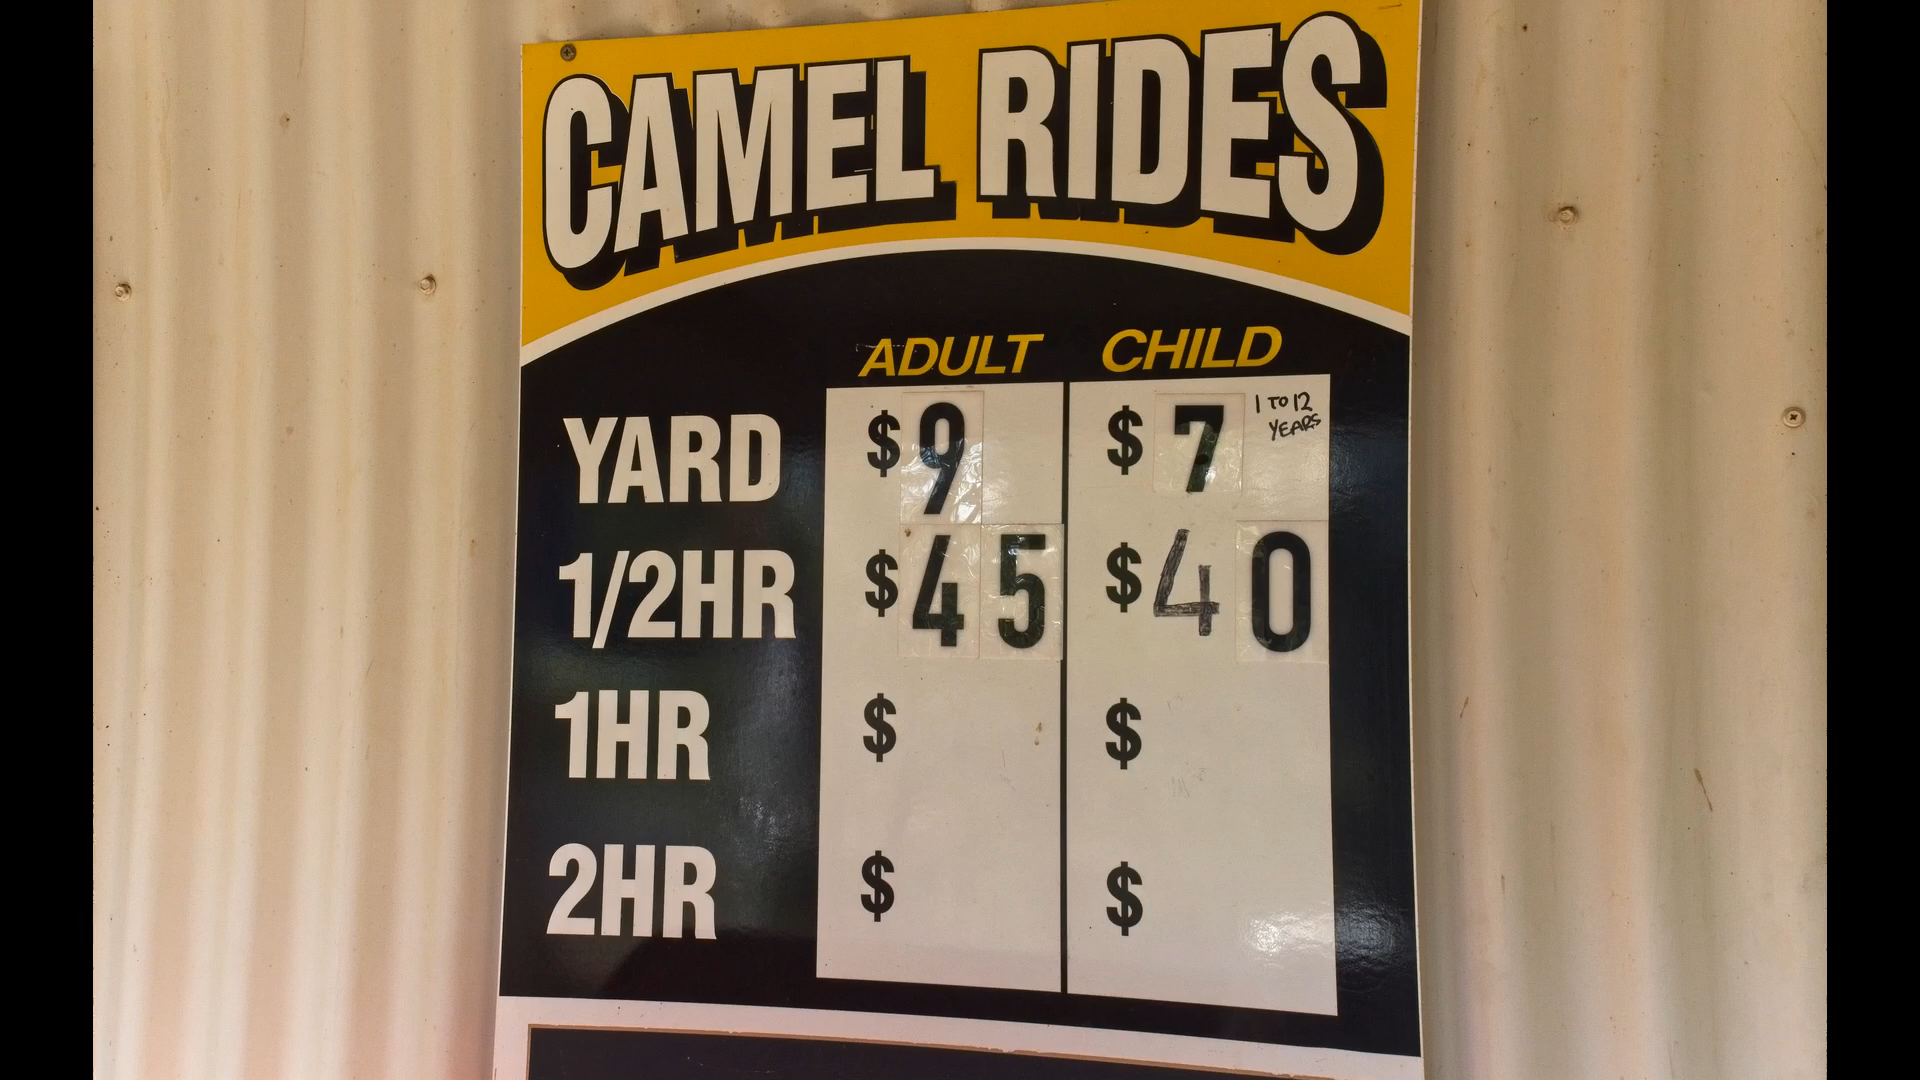 CAMEL RIDES
ADULT CHILD
YARD $9 $7 1 TO 12 YEARS
1/2HR $45 $40
1HR $ $
2HR $ $